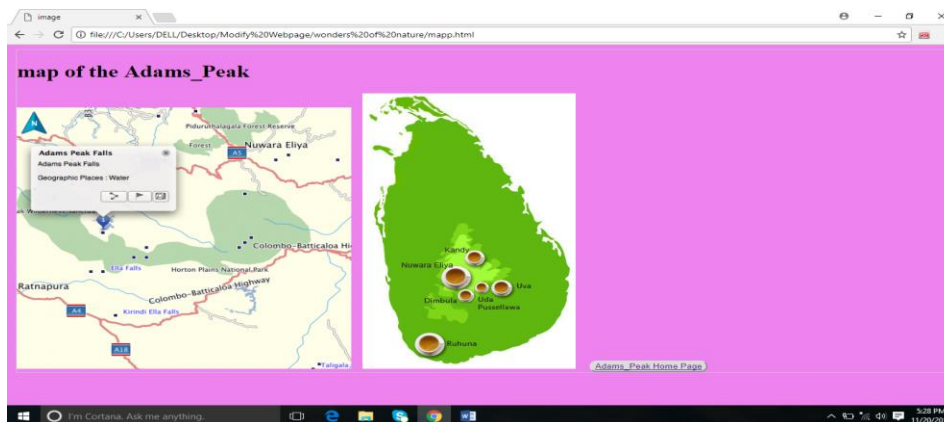 image
file:///C:/Users/DELL/Desktop/Modify%20Webpage/wonders%20of%20nature/mapp.html
map of the Adams_Peak
N
Piduruthalagala Forest Reserve
Forest
Nuwara Eliya
A5
Adams Peak Falls
Adams Peak Falls
Geographic Places : Water
1
Colombo-Batticaloa Hi
Ella Falls
Horton Plains National Park
Ratnapura
Colombo-Batticaloa Highway
A4
Kirindi Ella Falls
A18
Taligala
Kandy
Nuwara Eliya
Uva
Dimbula
Uda
Pussellawa
Ruhuna
Adams_Peak Home Page
I'm Cortana. Ask me anything.
5:28 PM